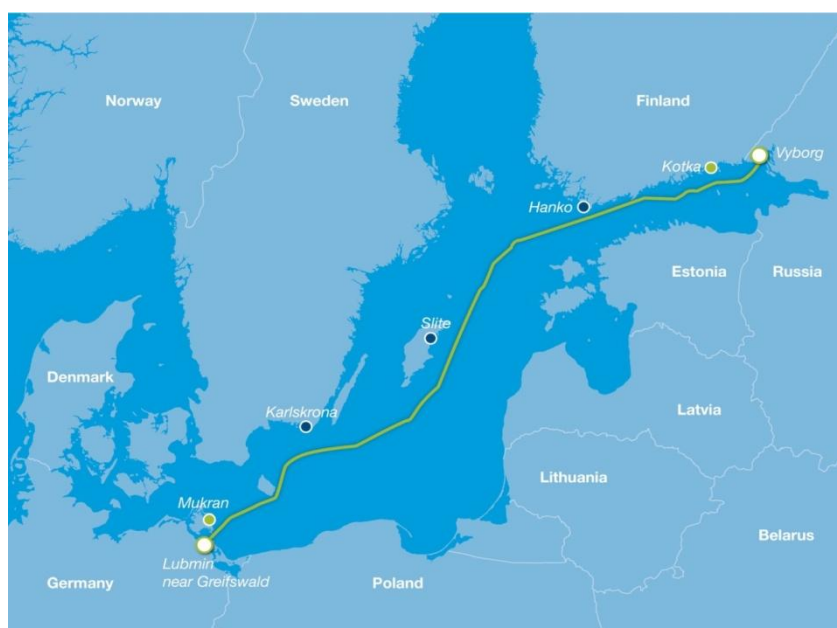 Norway
Sweden
Finland
Vyborg
Kotka
Hanko
Estonia
Russia
Slite
Denmark
Karlskrona
Latvia
Lithuania
Mukran
Belarus
Lubmin
near Greifswald
Germany
Poland